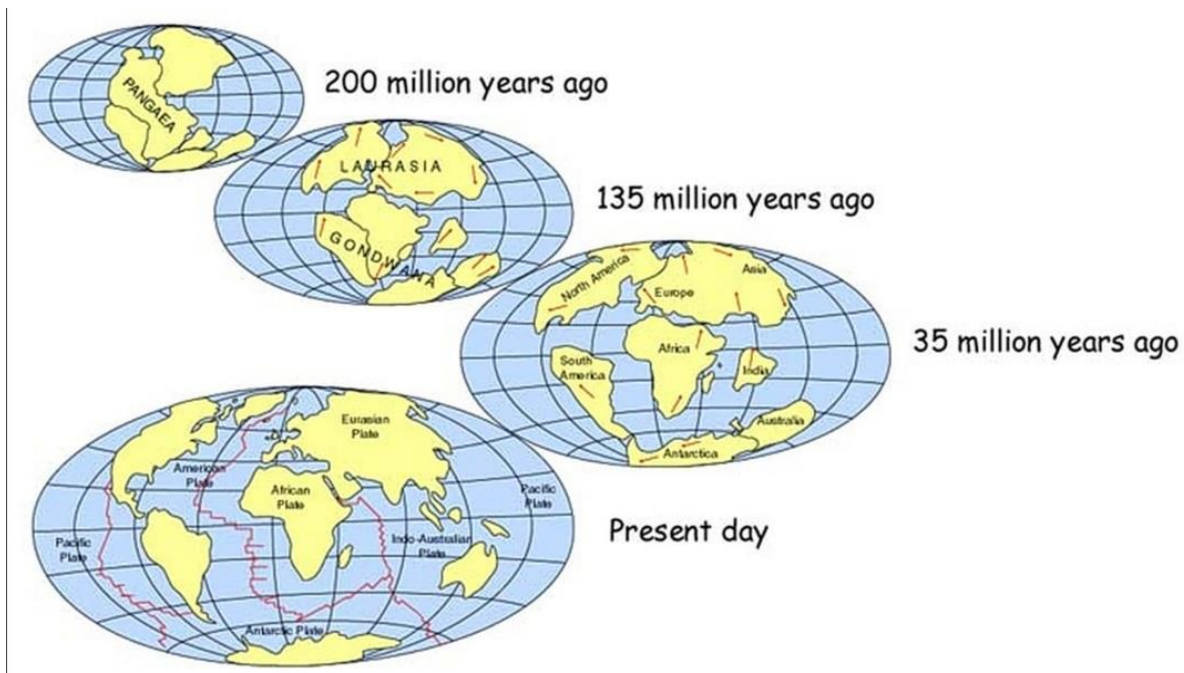 PANGAEA
200 million years ago
LAURASIA
GONDWANA
135 million years ago
North America
Europe
Asia
Africa
South
America
India
Australia
Antarctica
35 million years ago
Eurasian
Plate
American
Plate
African
Plate
Pacific
Plate
Pacific
Plate
Indo-Australian
Plate
Antarctic Plate
Present day